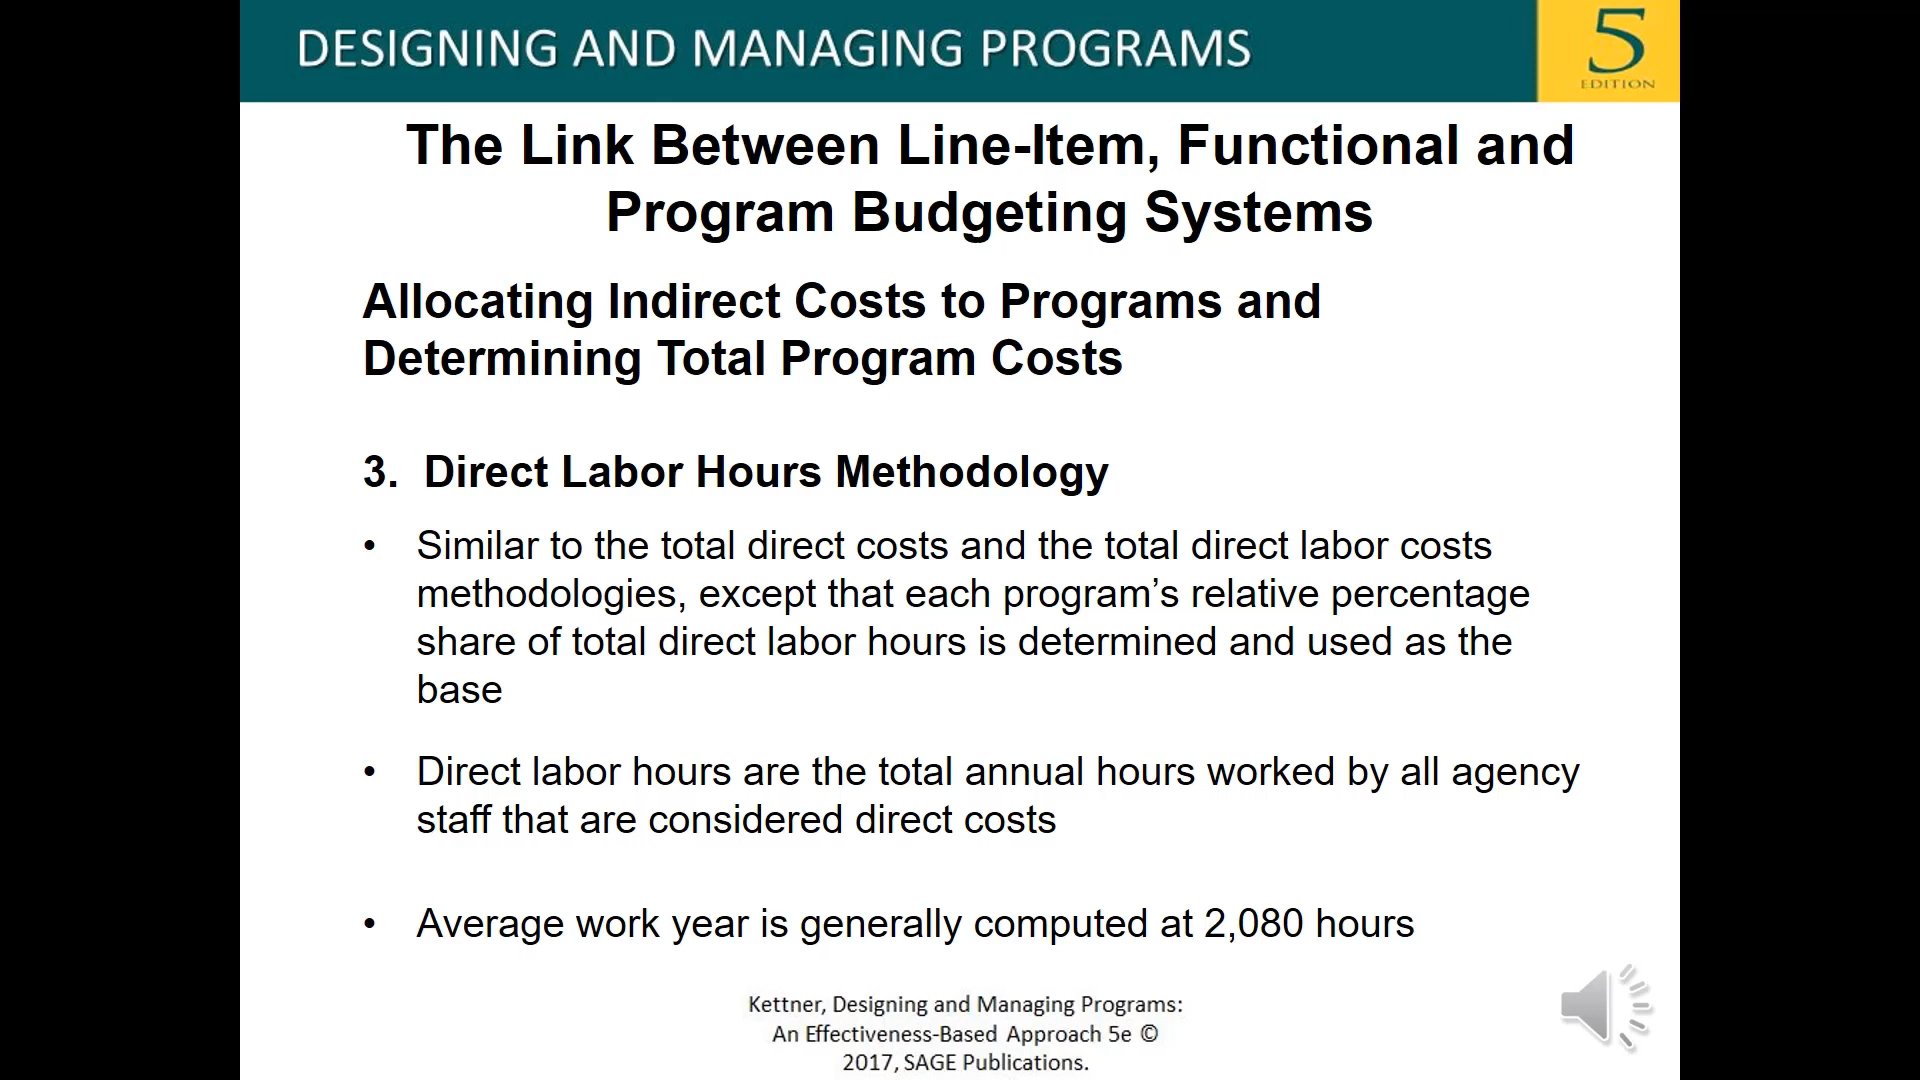 DESIGNING AND MANAGING PROGRAMS
5
EDITION
The Link Between Line-Item, Functional and
Program Budgeting Systems
Allocating Indirect Costs to Programs and
Determining Total Program Costs
3. Direct Labor Hours Methodology
• Similar to the total direct costs and the total direct labor costs
methodologies, except that each program’s relative percentage
share of total direct labor hours is determined and used as the
base
• Direct labor hours are the total annual hours worked by all agency
staff that are considered direct costs
• Average work year is generally computed at 2,080 hours
Kettner, Designing and Managing Programs:
An Effectiveness-Based Approach 5e ©
2017, SAGE Publications.